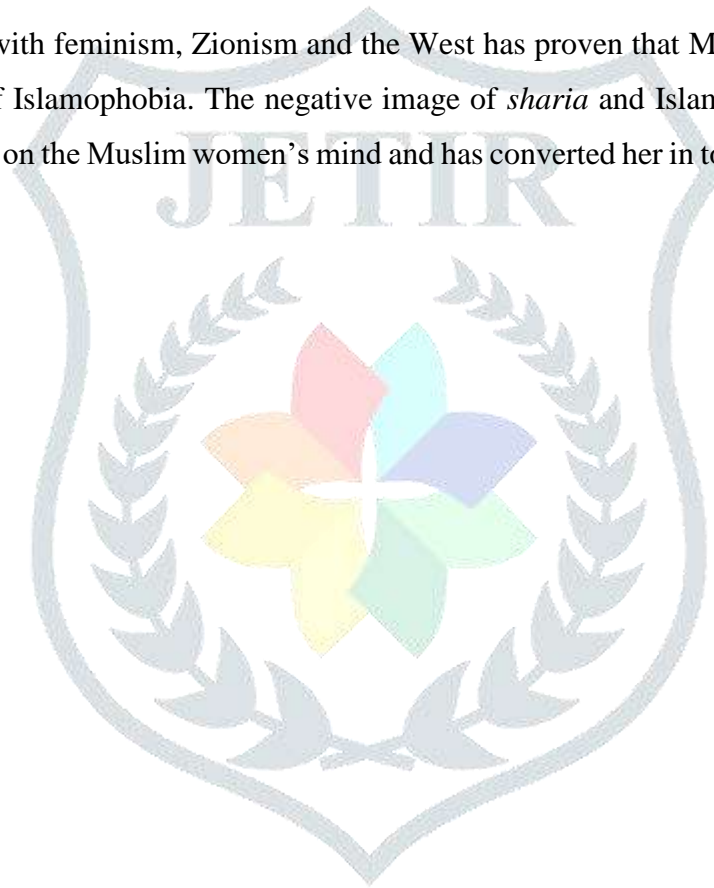 with feminism, Zionism and the West has proven that M
f Islamophobia. The negative image of sharia and Islam
on the Muslim women’s mind and has converted her in to
JETIR